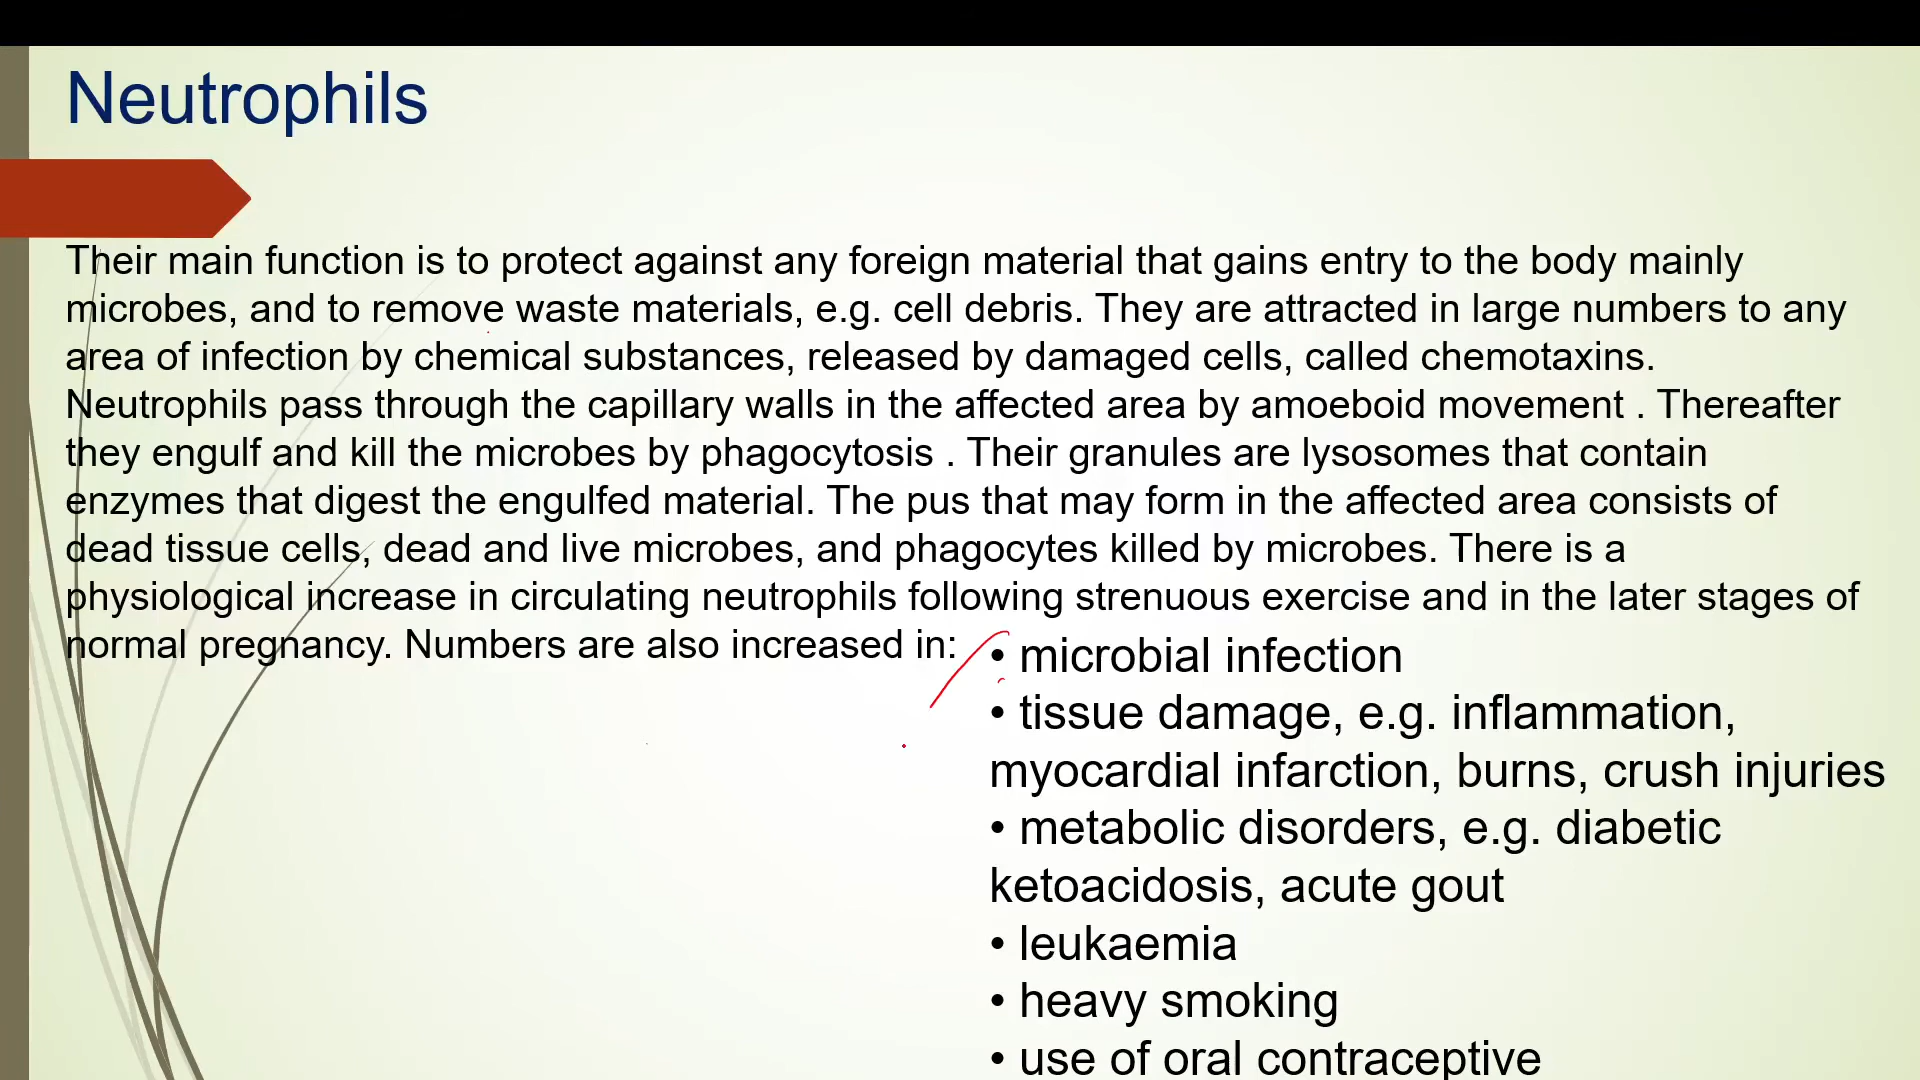 Neutrophils
Their main function is to protect against any foreign material that gains entry to the body mainly
microbes, and to remove waste materials, e.g. cell debris. They are attracted in large numbers to any
area of infection by chemical substances, released by damaged cells, called chemotaxins.
Neutrophils pass through the capillary walls in the affected area by amoeboid movement . Thereafter
they engulf and kill the microbes by phagocytosis . Their granules are lysosomes that contain
enzymes that digest the engulfed material. The pus that may form in the affected area consists of
dead tissue cells, dead and live microbes, and phagocytes killed by microbes. There is a
physiological increase in circulating neutrophils following strenuous exercise and in the later stages of
normal pregnancy. Numbers are also increased in:
• microbial infection
• tissue damage, e.g. inflammation,
myocardial infarction, burns, crush injuries
• metabolic disorders, e.g. diabetic
ketoacidosis, acute gout
• leukaemia
• heavy smoking
• use of oral contraceptive